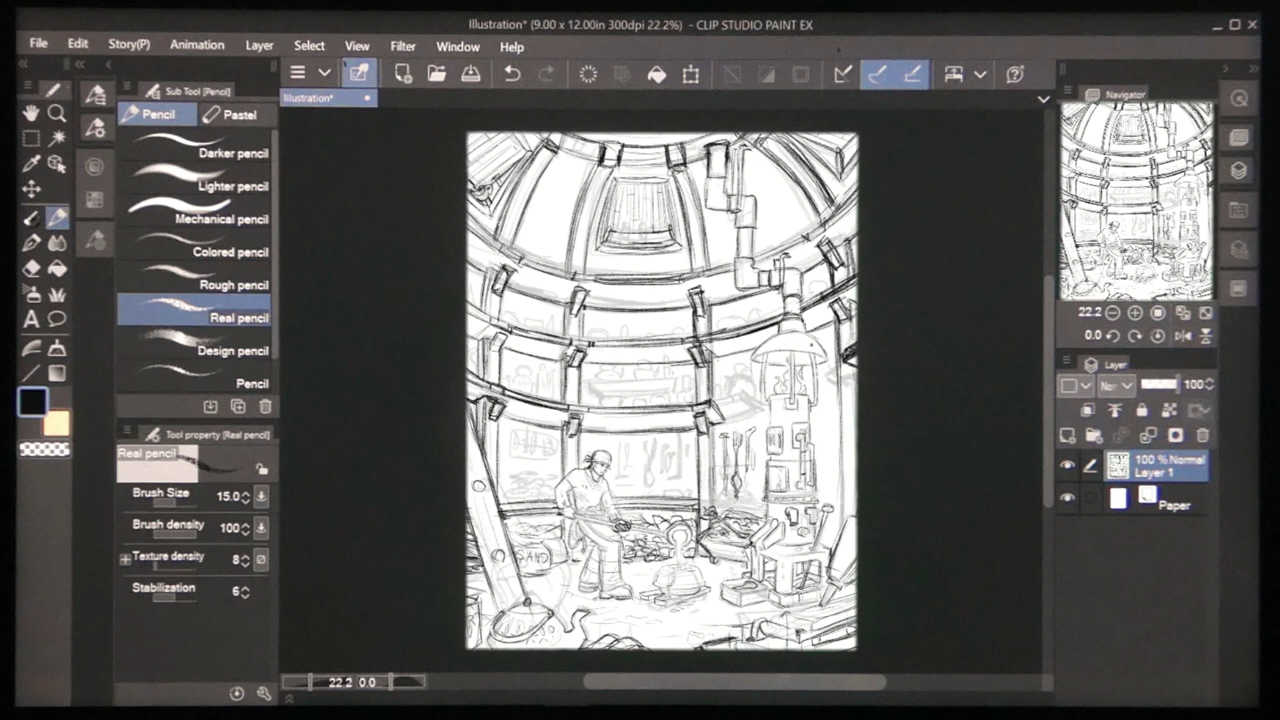 Illustration* (9.00 x 12.00in 300dpi 22.2%) - CLIP STUDIO PAINT EX
File Edit Story(P) Animation Layer Select View Filter Window Help
Sub Tool [Pencil]
Illustration*
Navigator
Pencil Pastel
Darker pencil
Lighter pencil
Mechanical pencil
Colored pencil
Rough pencil
Real pencil
Design pencil
Pencil
A
22.2
0.0
Layer
Nor 100
Tool property [Real pencil]
Real pencil
Brush Size 15.0
Brush density 100
Texture density 8
Stabilization 6
100 % Normal
Layer 1
Paper
SAND
22.2 0.0